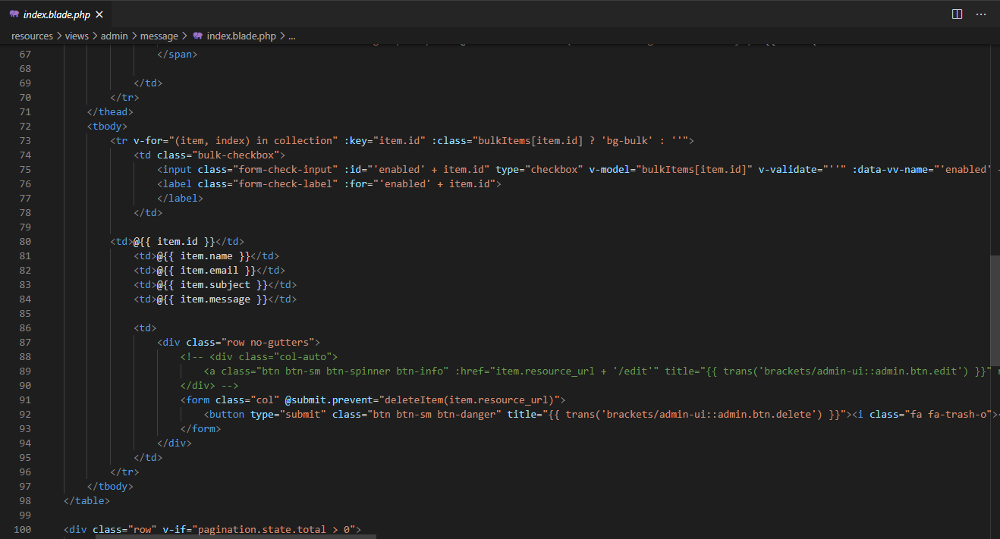 index.blade.php
resources > views > admin > message > index.blade.php > ...
67 </span>
68
69 </td>
70 </tr>
71 </thead>
72 <tbody>
73 <tr v-for="(item, index) in collection" :key="item.id" :class="bulkItems[item.id] ? 'bg-bulk' : ''">
74 <td class="bulk-checkbox">
75 <input class="form-check-input" :id="'enabled' + item.id" type="checkbox" v-model="bulkItems[item.id]" v-validate="''" :data-vv-name="'enabled'
76 <label class="form-check-label" :for="'enabled' + item.id">
77 </label>
78 </td>
79
80 <td>@{{ item.id }}</td>
81 <td>@{{ item.name }}</td>
82 <td>@{{ item.email }}</td>
83 <td>@{{ item.subject }}</td>
84 <td>@{{ item.message }}</td>
85
86 <td>
87 <div class="row no-gutters">
88 <!-- <div class="col-auto">
89 <a class="btn btn-sm btn-spinner btn-info" :href="item.resource_url + '/edit'" title="{{ trans('brackets/admin-ui::admin.btn.edit') }}"
90 </div> -->
91 <form class="col" @submit.prevent="deleteItem(item.resource_url)">
92 <button type="submit" class="btn btn-sm btn-danger" title="{{ trans('brackets/admin-ui::admin.btn.delete') }}"><i class="fa fa-trash-o">
93 </form>
94 </div>
95 </td>
96 </tr>
97 </tbody>
98 </table>
99
100 <div class="row" v-if="pagination.state.total > 0">